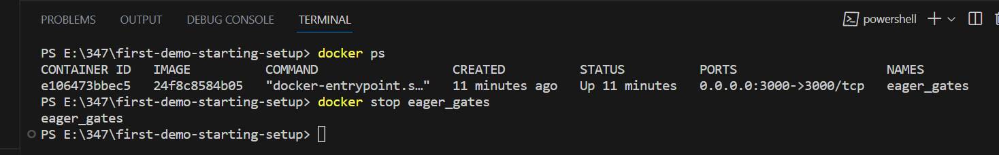 PROBLEMS OUTPUT DEBUG CONSOLE TERMINAL powershell
PS E:\347\first-demo-starting-setup> docker ps
CONTAINER ID IMAGE COMMAND CREATED STATUS PORTS NAMES
e106473bbec5 24f8c8584b05 "docker-entrypoint.s…" 11 minutes ago Up 11 minutes 0.0.0.0:3000->3000/tcp eager_gates
PS E:\347\first-demo-starting-setup> docker stop eager_gates
eager_gates
PS E:\347\first-demo-starting-setup>